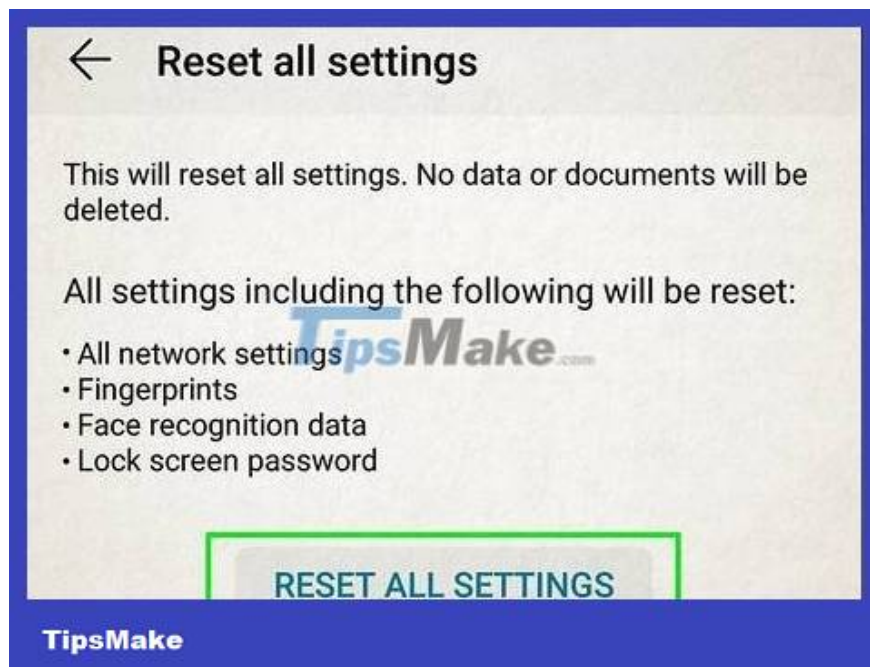 Reset all settings
This will reset all settings. No data or documents will be
deleted.
All settings including the following will be reset:
TipsMake.com
• All network settings
• Fingerprints
• Face recognition data
• Lock screen password
RESET ALL SETTINGS
TipsMake